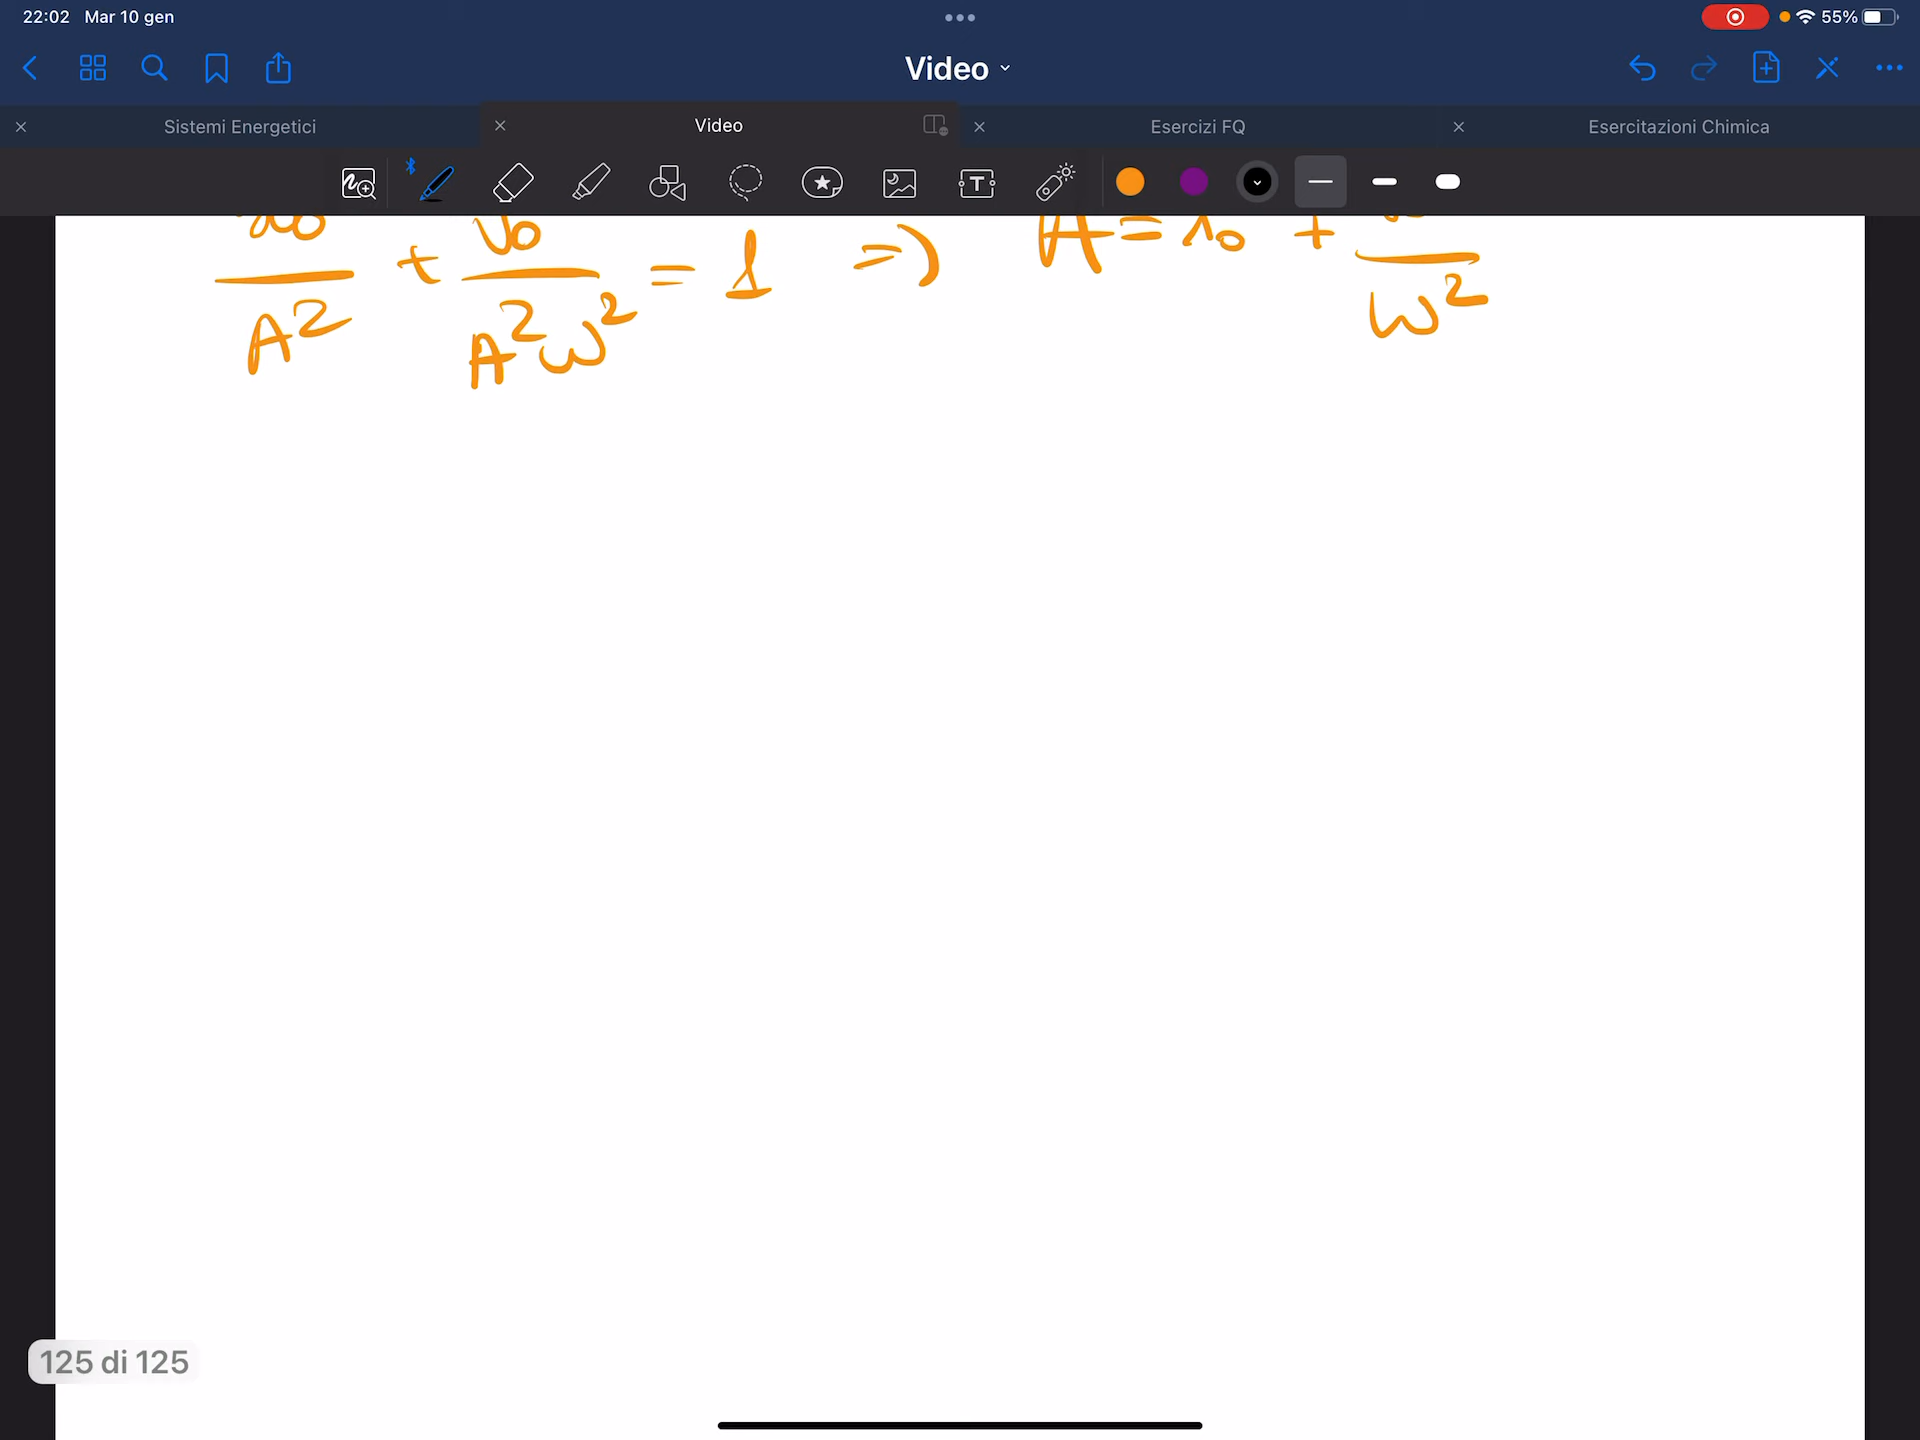 22:02 Mar 10 gen
55%
Video
Sistemi Energetici
Video
Esercizi FQ
Esercitazioni Chimica
x0/A² + v0/(A²ω²) = 1 => A = x0 + /ω²
125 di 125